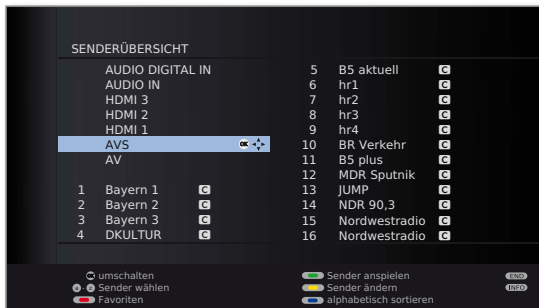 SENDERÜBERSICHT
AUDIO DIGITAL IN
AUDIO IN
HDMI 3
HDMI 2
HDMI 1
AVS OK
AV
1 Bayern 1 C
2 Bayern 2 C
3 Bayern 3 C
4 DKULTUR C
5 B5 aktuell C
6 hr1 C
7 hr2 C
8 hr3 C
9 hr4 C
10 BR Verkehr C
11 B5 plus C
12 MDR Sputnik C
13 JUMP C
14 NDR 90,3 C
15 Nordwestradio C
16 Nordwestradio C
OK umschalten
Sender wählen
Favoriten
Sender anspielen
Sender ändern
alphabetisch sortieren
END
INFO